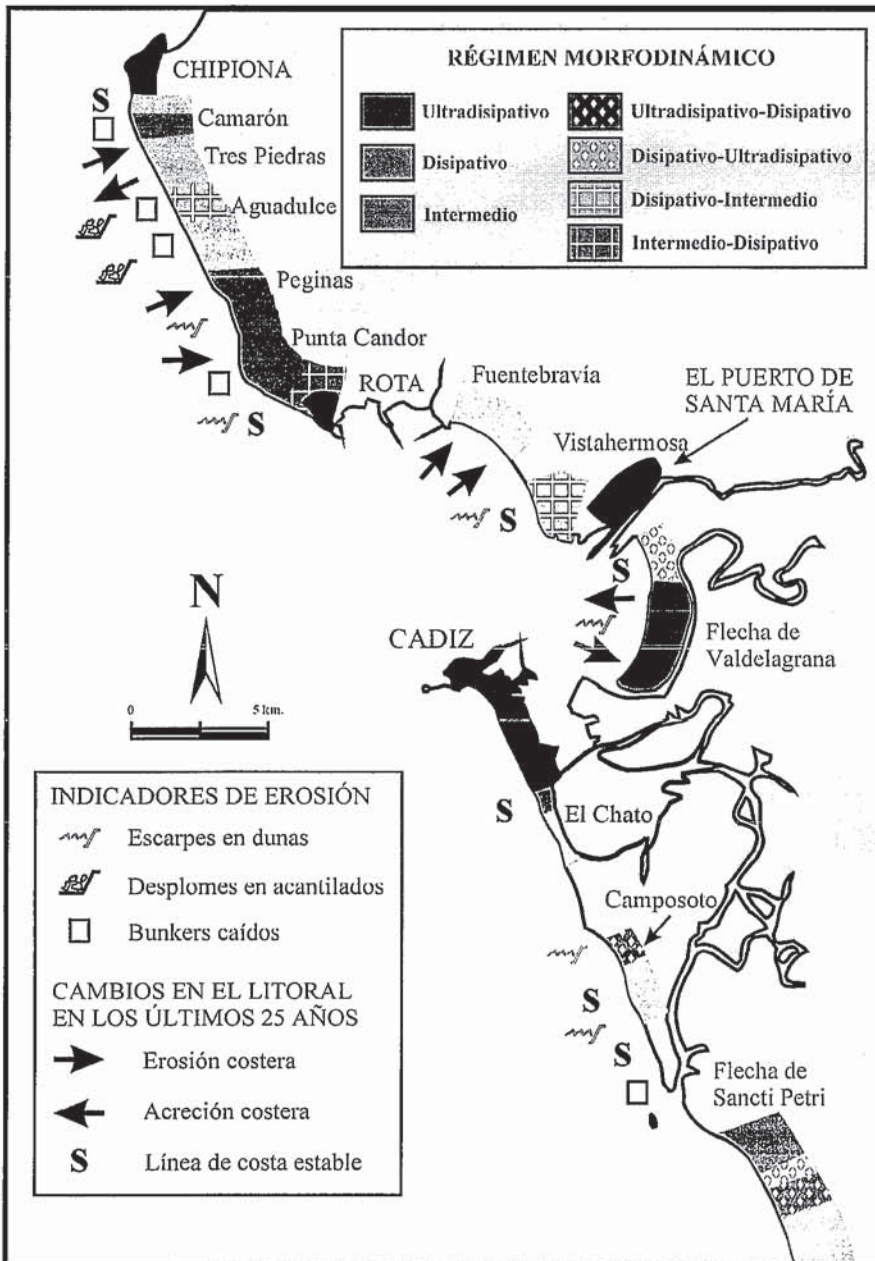 RÉGIMEN MORFODINÁMICO
Ultradisipativo
Disipativo
Intermedio
Ultradisipativo-Disipativo
Disipativo-Ultradisipativo
Disipativo-Intermedio
Intermedio-Disipativo
CHIPIONA
S
Camarón
Tres Piedras
Aguadulce
Peginas
Punta Candor
ROTA
S
Fuentebravía
EL PUERTO DE
SANTA MARÍA
Vistahermosa
S
S
N
CADIZ
Flecha de
Valdelagrana
0 5 km.
S
El Chato
Camposoto
S
S
Flecha de
Sancti Petri
INDICADORES DE EROSIÓN
Escarpes en dunas
Desplomes en acantilados
Bunkers caídos
CAMBIOS EN EL LITORAL
EN LOS ÚLTIMOS 25 AÑOS
Erosión costera
Acreción costera
S Línea de costa estable